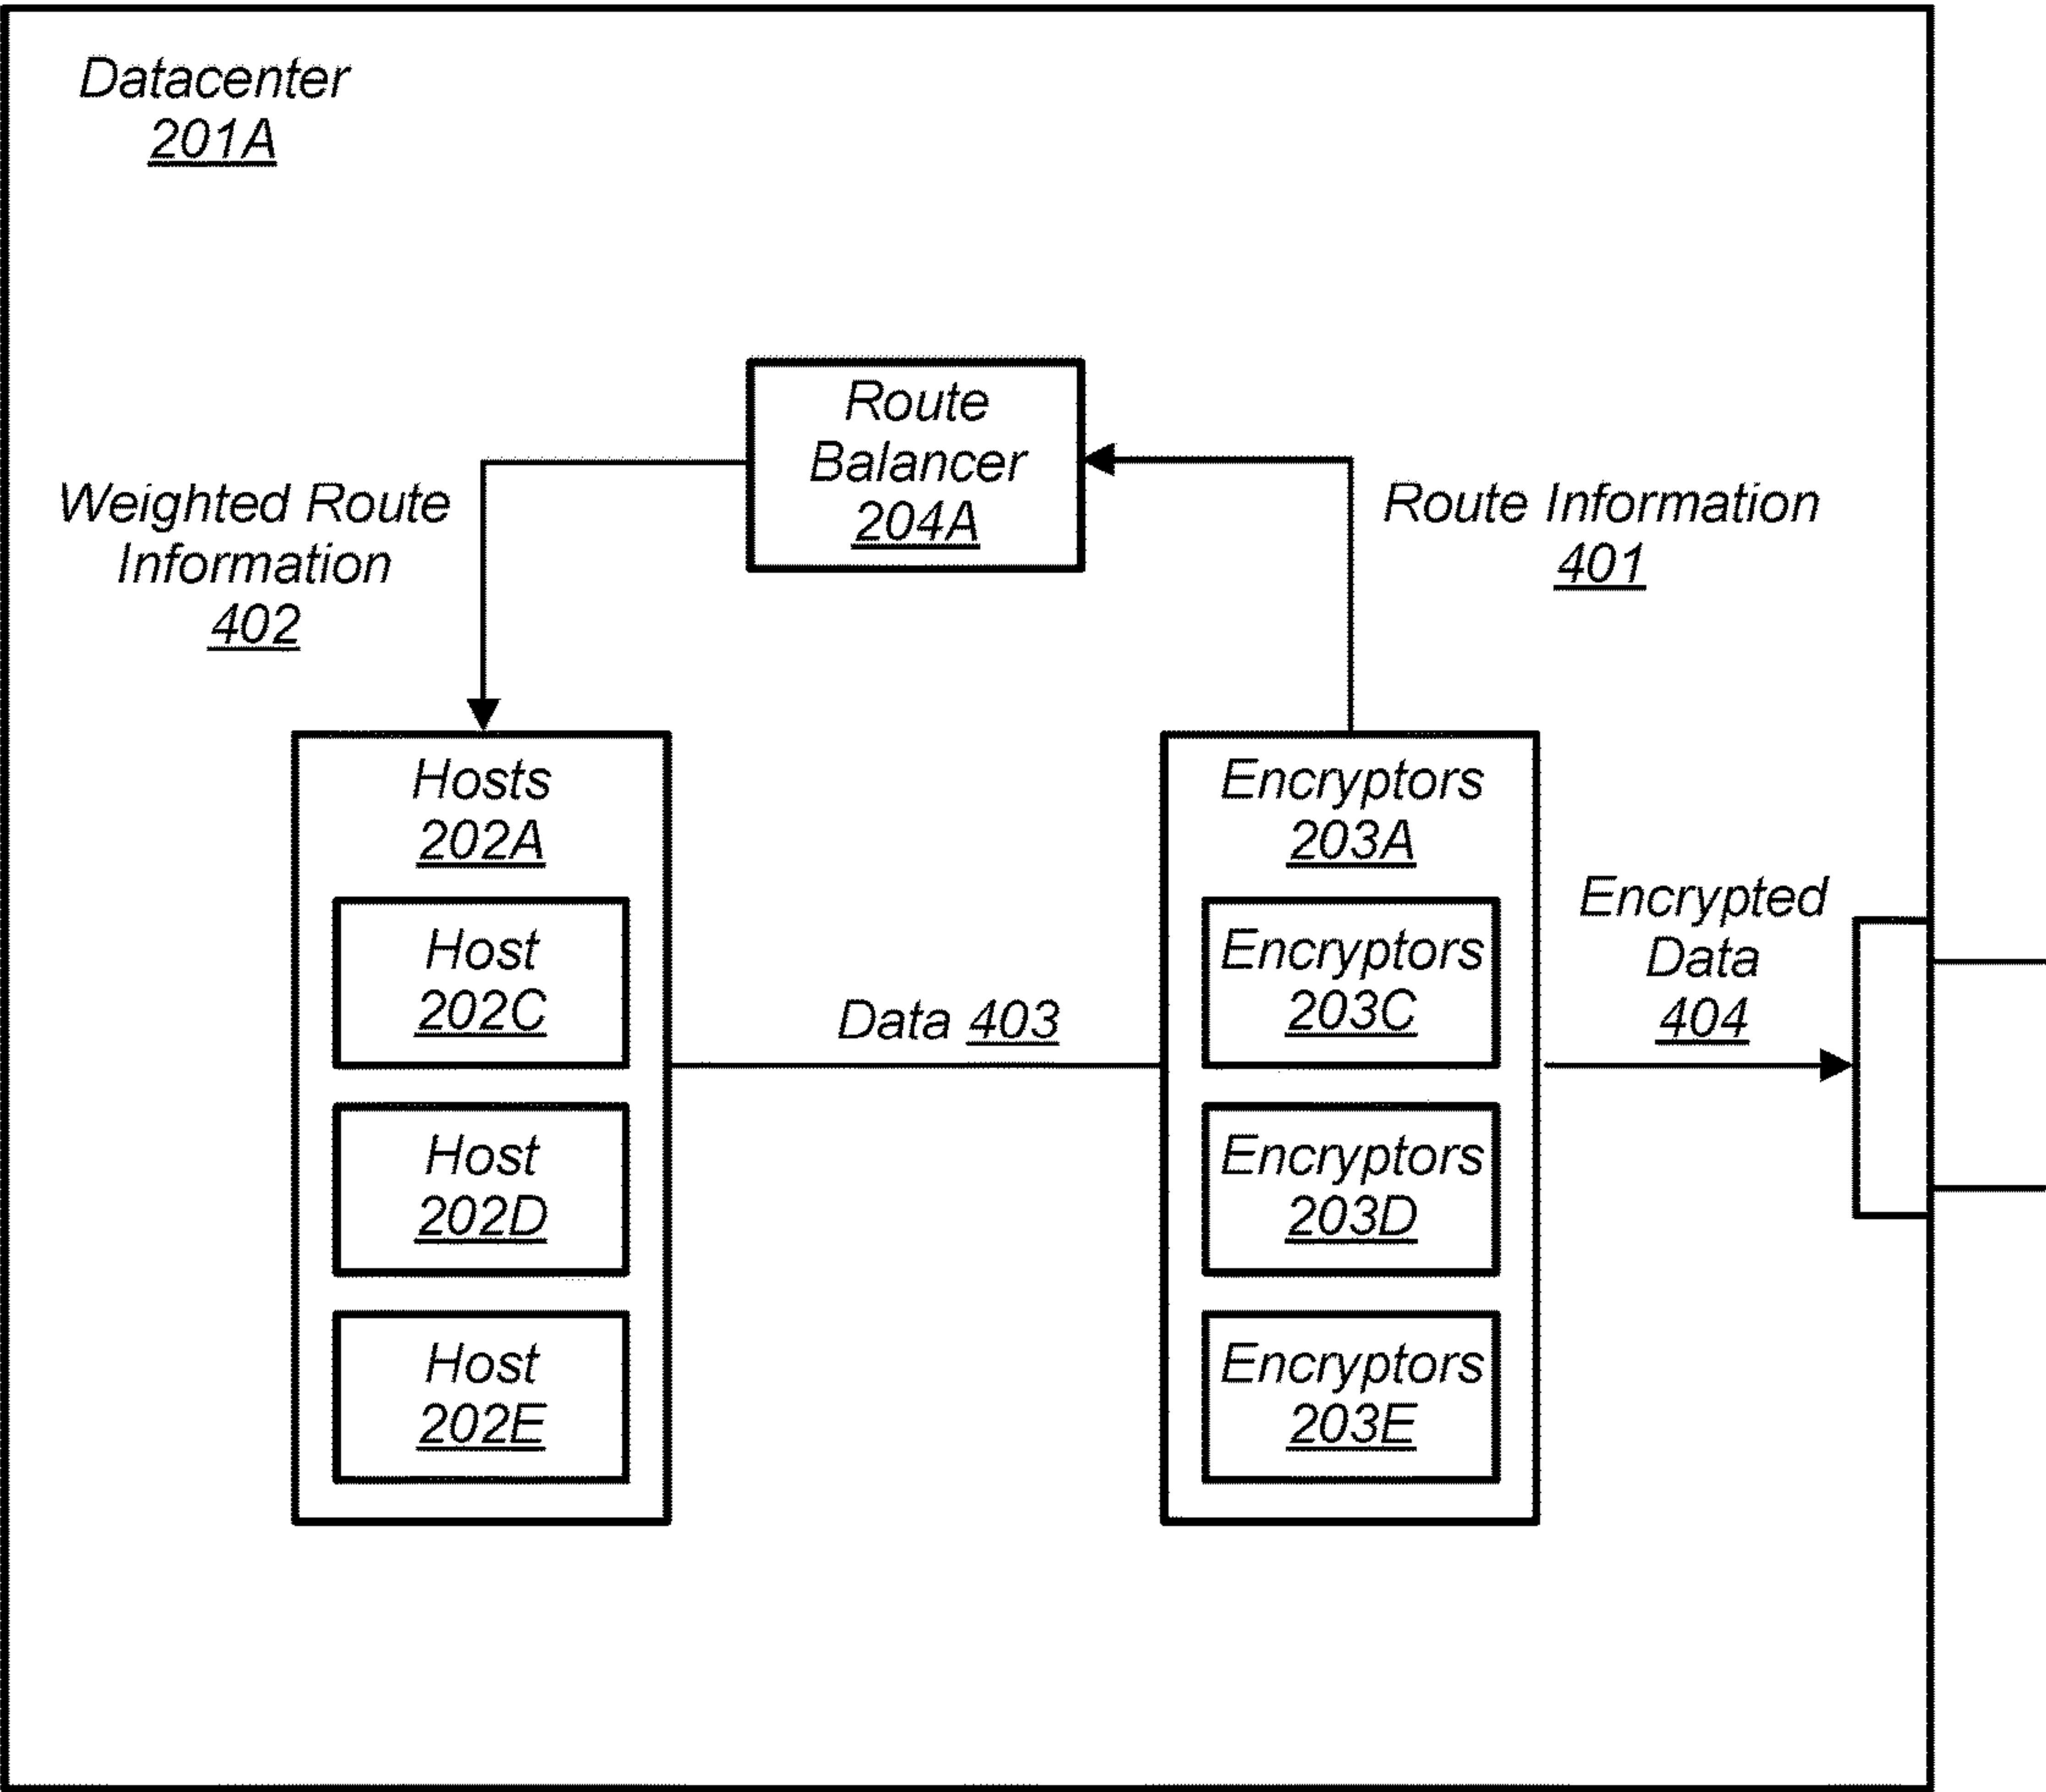 Datacenter
201A
Route
Balancer
204A
Weighted Route
Information
402
Route Information
401
Hosts
202A
Host
202C
Host
202D
Host
202E
Data 403
Encryptors
203A
Encryptors
203C
Encryptors
203D
Encryptors
203E
Encrypted
Data
404